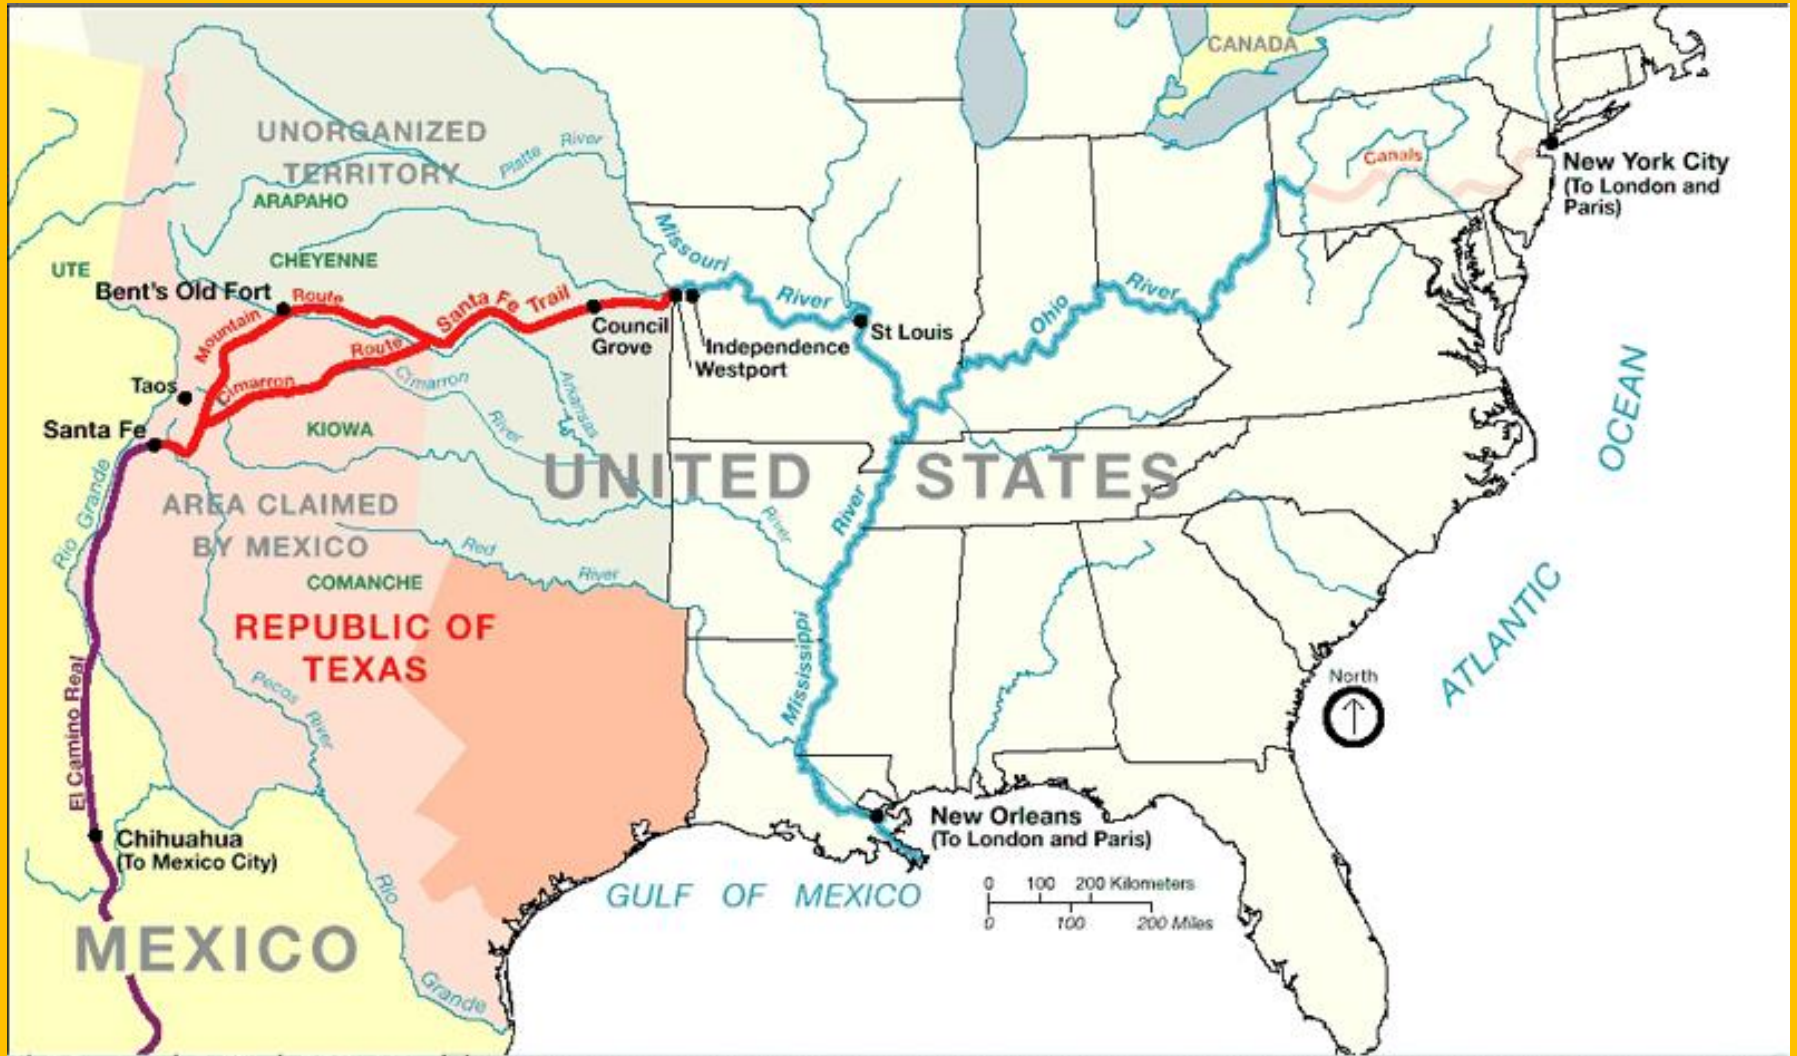 CANADA
UNORGANIZED
TERRITORY
Platte River
Canals
New York City
(To London and
Paris)
ARAPAHO
CHEYENNE
UTE
Missouri
River
Bent's Old Fort
Route
Mountain
Santa Fe Trail
Council
Grove
Independence
Westport
St Louis
Ohio
River
Route
Cimarron
Cimarron
River
Arkansas
River
Taos
Santa Fe
KIOWA
UNITED STATES
OCEAN
ATLANTIC
Rio Grande
AREA CLAIMED
BY MEXICO
Red
River
COMANCHE
REPUBLIC OF
TEXAS
River
Mississippi
North
Pecos
River
El Camino Real
Chihuahua
(To Mexico City)
New Orleans
(To London and Paris)
GULF OF MEXICO
0 100 200 Kilometers
0 100 200 Miles
Rio
Grande
MEXICO